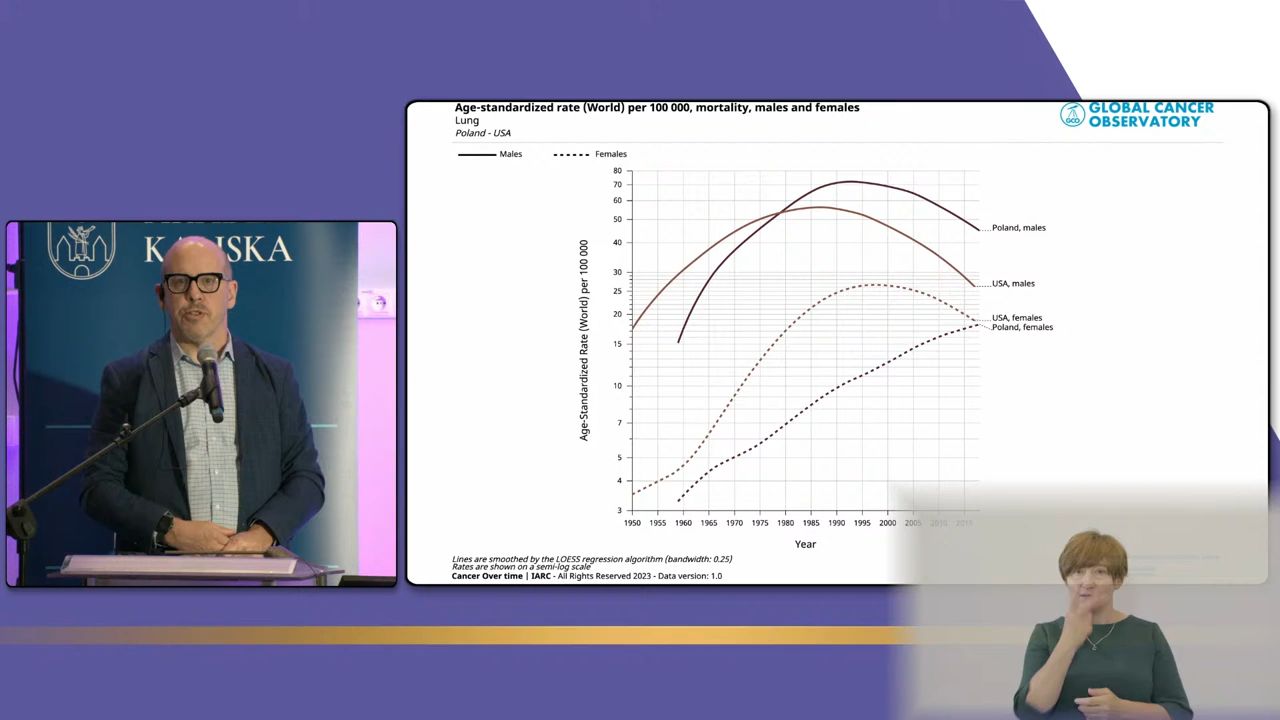 KAJSKA
Age-standardized rate (World) per 100 000, mortality, males and females
Lung
Poland - USA
GCO
GLOBAL CANCER
OBSERVATORY
Males
Females
Age-Standardized Rate (World) per 100 000
80
70
60
50
40
30
25
20
15
10
7
5
4
3
Poland, males
USA, males
USA, females
Poland, females
1950 1955 1960 1965 1970 1975 1980 1985 1990 1995 2000 2005 2010 2015
Year
Lines are smoothed by the LOESS regression algorithm (bandwidth: 0.25)
Rates are shown on a semi-log scale
Cancer Over time | IARC - All Rights Reserved 2023 - Data version: 1.0